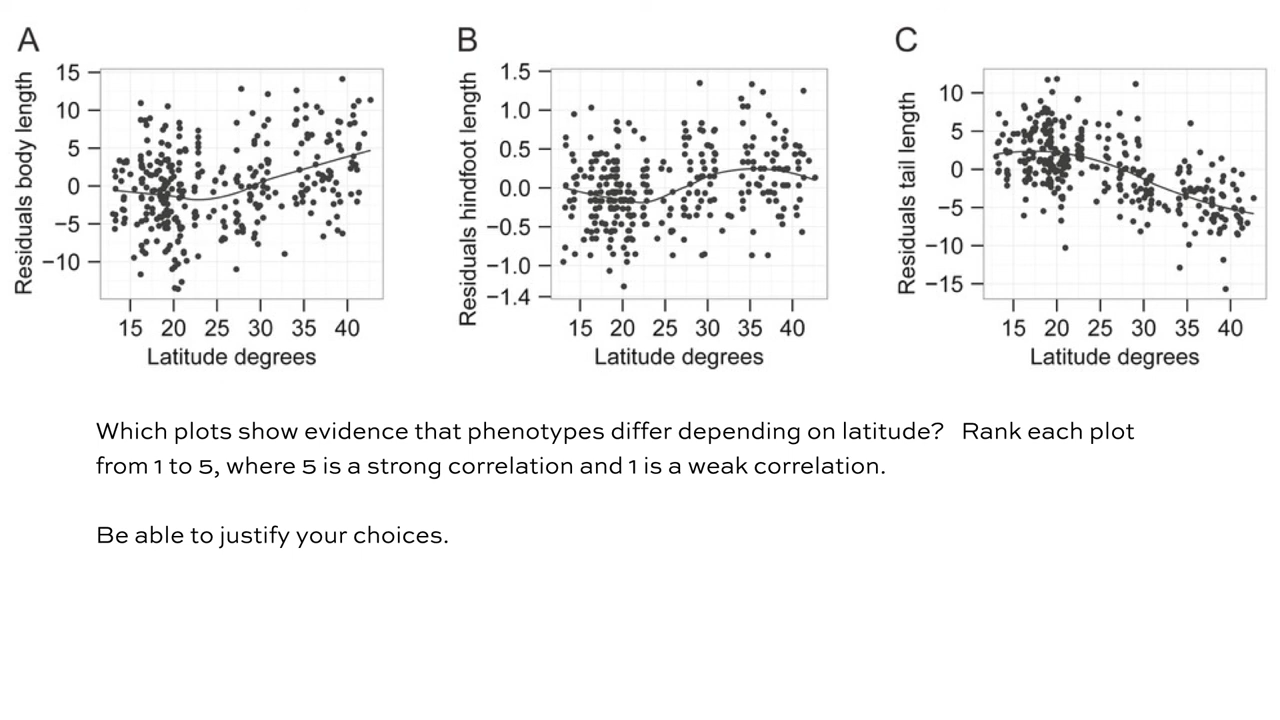 A
B
C
Residuals body length
15
10
5
0
−5
−10
15 20 25 30 35 40
Latitude degrees
Residuals hindfoot length
1.5
1.0
0.5
0.0
−0.5
−1.0
−1.4
15 20 25 30 35 40
Latitude degrees
Residuals tail length
10
5
0
−5
−10
−15
15 20 25 30 35 40
Latitude degrees
Which plots show evidence that phenotypes differ depending on latitude? Rank each plot
from 1 to 5, where 5 is a strong correlation and 1 is a weak correlation.
Be able to justify your choices.